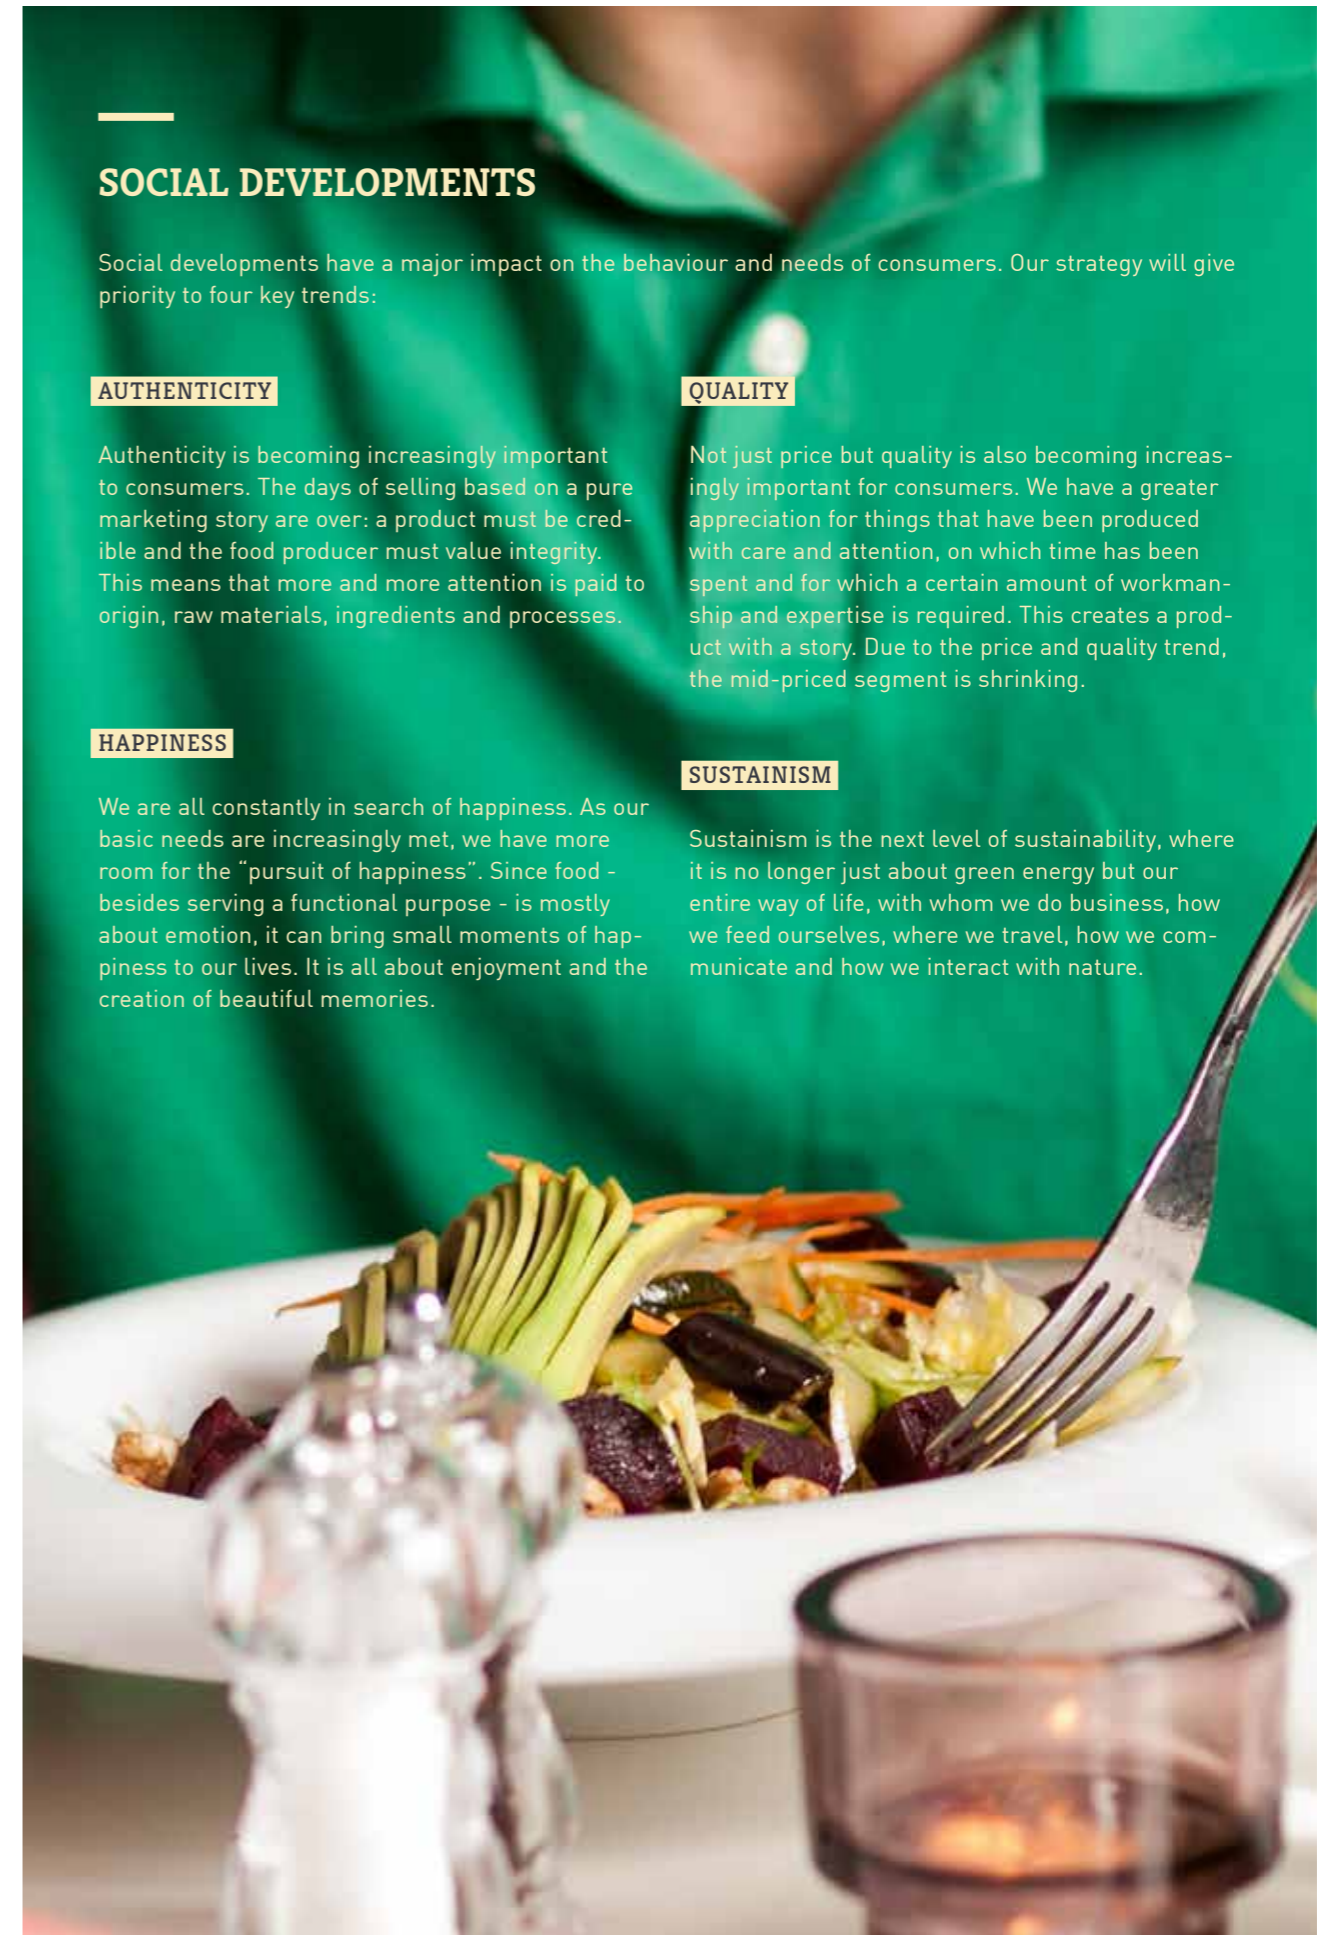 SOCIAL DEVELOPMENTS
Social developments have a major impact on the behaviour and needs of consumers. Our strategy will give
priority to four key trends:
AUTHENTICITY
Authenticity is becoming increasingly important
to consumers. The days of selling based on a pure
marketing story are over: a product must be cred-
ible and the food producer must value integrity.
This means that more and more attention is paid to
origin, raw materials, ingredients and processes.
HAPPINESS
We are all constantly in search of happiness. As our
basic needs are increasingly met, we have more
room for the “pursuit of happiness”. Since food -
besides serving a functional purpose - is mostly
about emotion, it can bring small moments of hap-
piness to our lives. It is all about enjoyment and the
creation of beautiful memories.
QUALITY
Not just price but quality is also becoming increas-
ingly important for consumers. We have a greater
appreciation for things that have been produced
with care and attention, on which time has been
spent and for which a certain amount of workman-
ship and expertise is required. This creates a prod-
uct with a story. Due to the price and quality trend,
the mid-priced segment is shrinking.
SUSTAINISM
Sustainism is the next level of sustainability, where
it is no longer just about green energy but our
entire way of life, with whom we do business, how
we feed ourselves, where we travel, how we com-
municate and how we interact with nature.